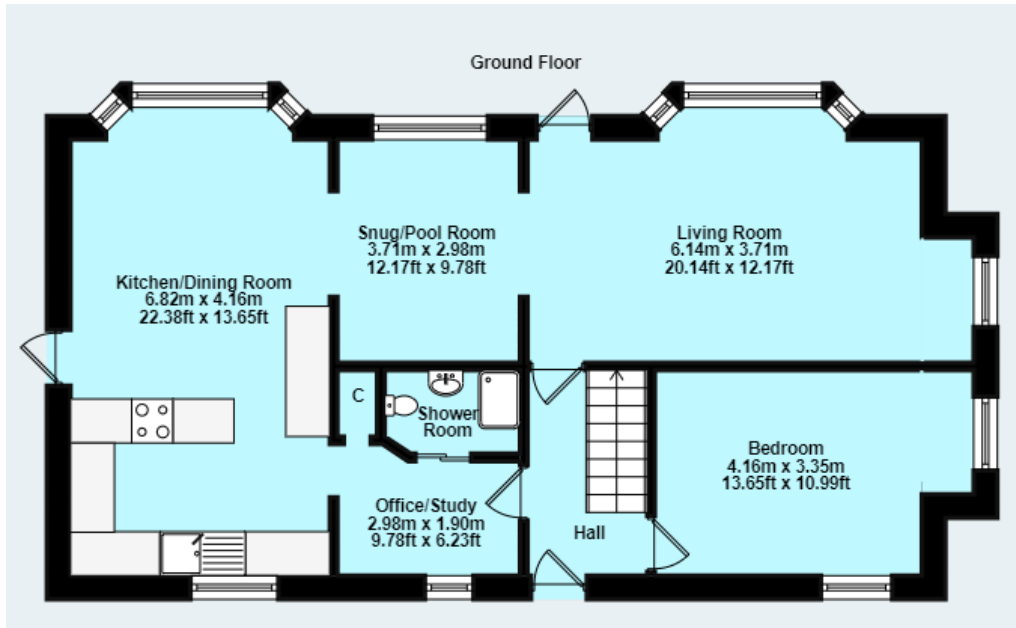 Ground Floor
Snug/Pool Room
3.71m x 2.98m
12.17ft x 9.78ft
Living Room
6.14m x 3.71m
20.14ft x 12.17ft
Kitchen/Dining Room
6.82m x 4.16m
22.38ft x 13.65ft
C
Shower
Room
Bedroom
4.16m x 3.35m
13.65ft x 10.99ft
Office/Study
2.98m x 1.90m
9.78ft x 6.23ft
Hall